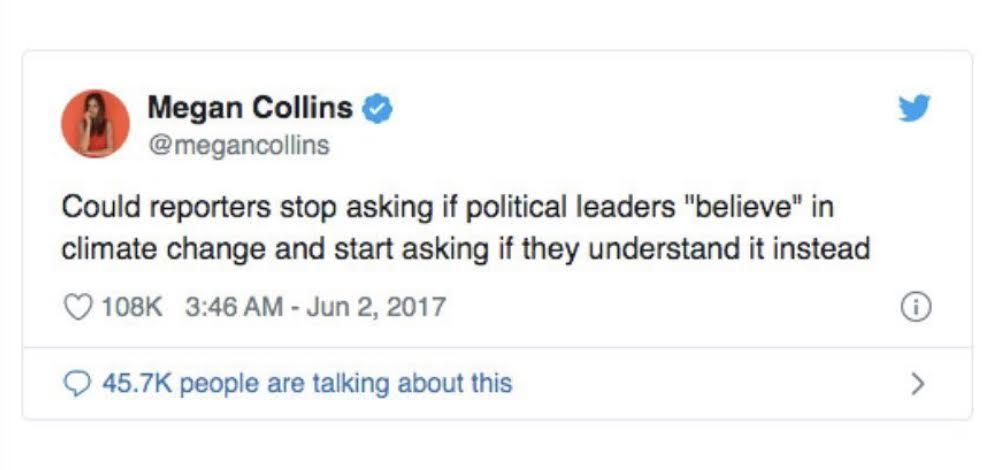 Megan Collins
@megancollins
Could reporters stop asking if political leaders "believe" in
climate change and start asking if they understand it instead
108K 3:46 AM - Jun 2, 2017
45.7K people are talking about this